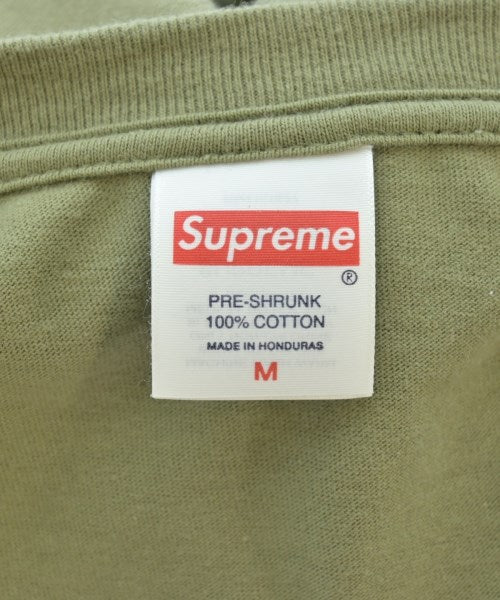 Supreme
®
PRE-SHRUNK
100% COTTON
MADE IN HONDURAS
M